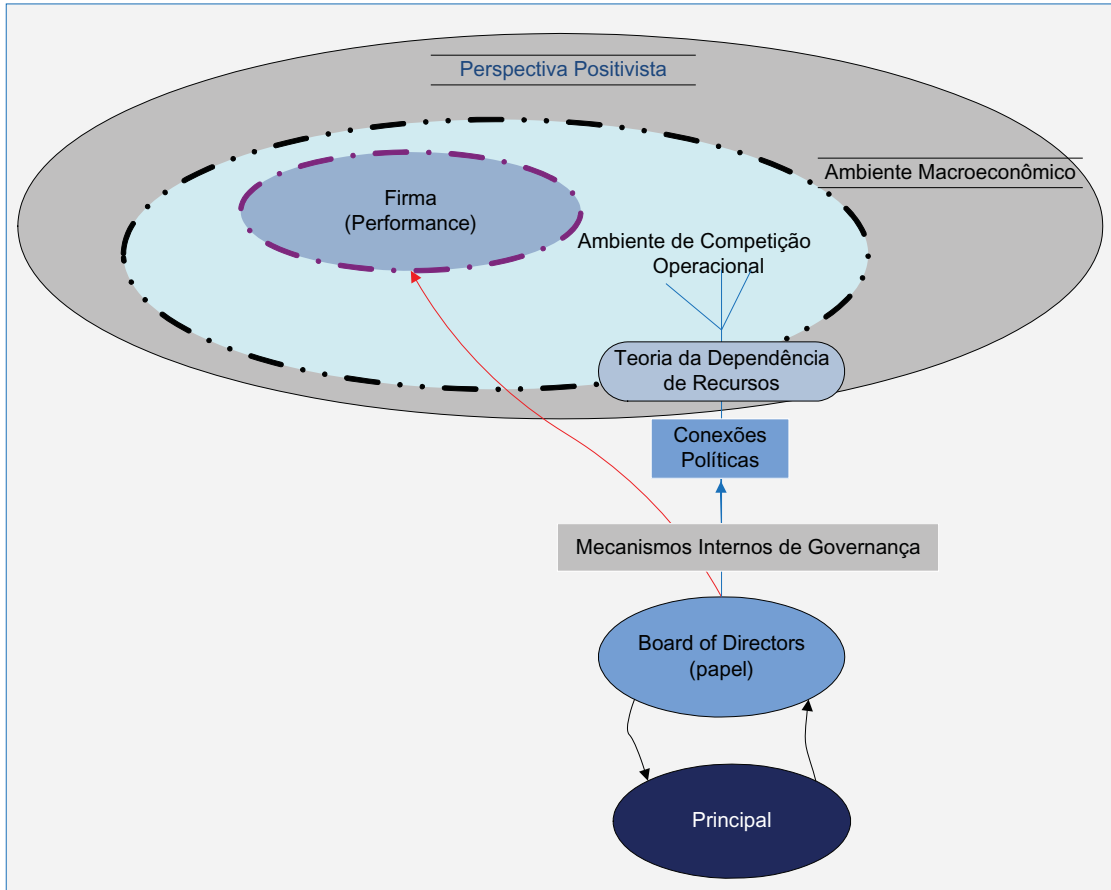 Perspectiva Positivista
Ambiente Macroeconômico
Firma
(Performance)
Ambiente de Competição
Operacional
Teoria da Dependência
de Recursos
Conexões
Políticas
Mecanismos Internos de Governança
Board of Directors
(papel)
Principal